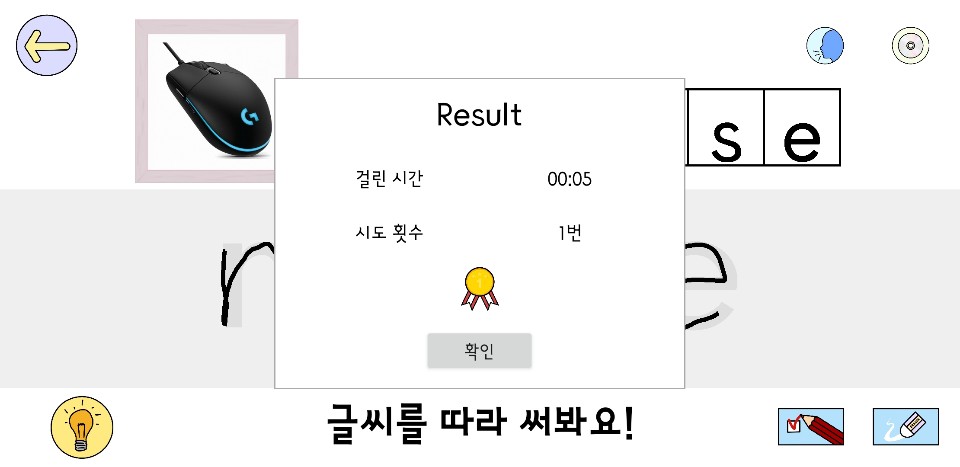 Result
s e
걸린 시간 00:05
시도 횟수 1번
m e
확인
글씨를 따라 써봐요!